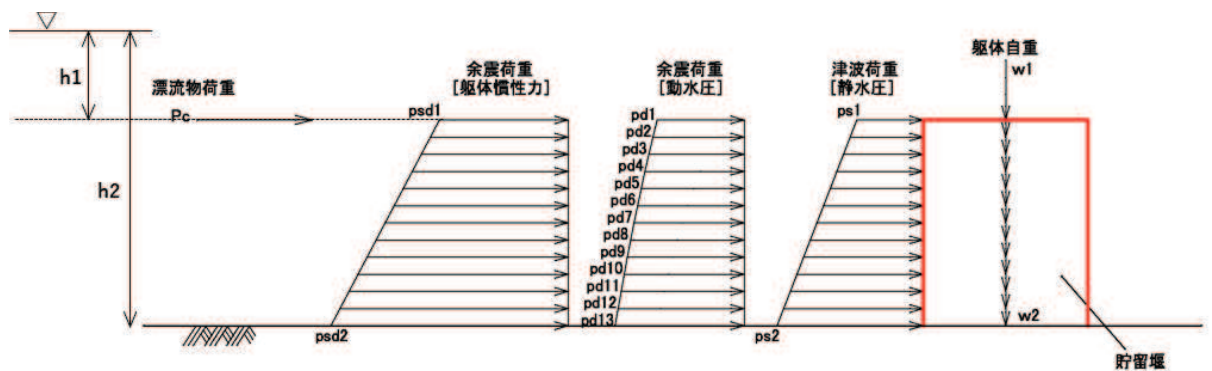 h1
h2
漂流物荷重
Pc
余震荷重
[躯体慣性力]
psd1
psd2
余震荷重
[動水圧]
pd1
pd2
pd3
pd4
pd5
pd6
pd7
pd8
pd9
pd10
pd11
pd12
pd13
津波荷重
[静水圧]
ps1
ps2
躯体自重
w1
w2
貯留堰